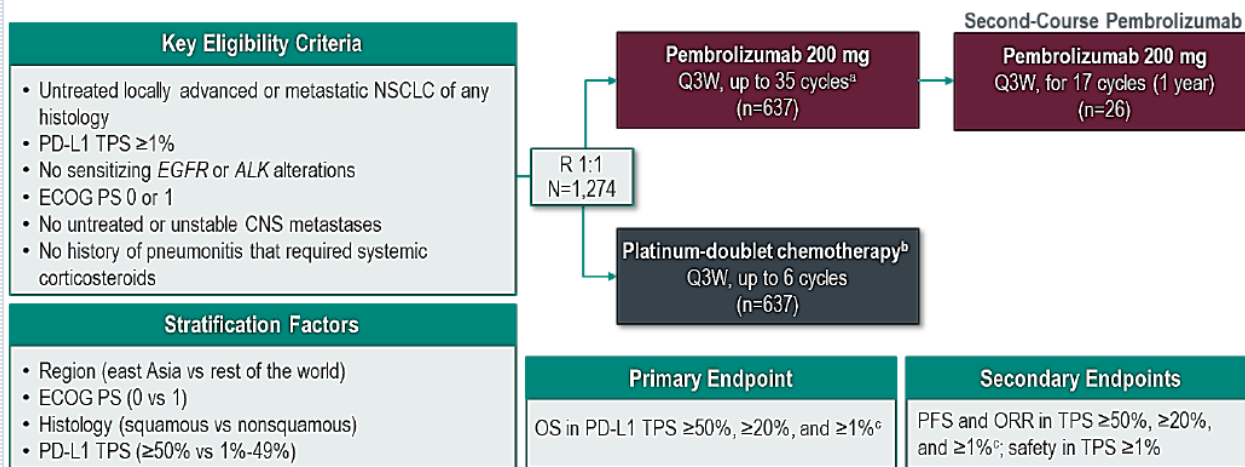 Key Eligibility Criteria
• Untreated locally advanced or metastatic NSCLC of any
histology
• PD-L1 TPS ≥1%
• No sensitizing EGFR or ALK alterations
• ECOG PS 0 or 1
• No untreated or unstable CNS metastases
• No history of pneumonitis that required systemic
corticosteroids
R 1:1
N=1,274
Pembrolizumab 200 mg
Q3W, up to 35 cyclesᵃ
(n=637)
Second-Course Pembrolizumab
Pembrolizumab 200 mg
Q3W, for 17 cycles (1 year)
(n=26)
Platinum-doublet chemotherapyᵇ
Q3W, up to 6 cycles
(n=637)
Stratification Factors
• Region (east Asia vs rest of the world)
• ECOG PS (0 vs 1)
• Histology (squamous vs nonsquamous)
• PD-L1 TPS (≥50% vs 1%-49%)
Primary Endpoint
OS in PD-L1 TPS ≥50%, ≥20%, and ≥1%ᶜ
Secondary Endpoints
PFS and ORR in TPS ≥50%, ≥20%,
and ≥1%ᶜ; safety in TPS ≥1%